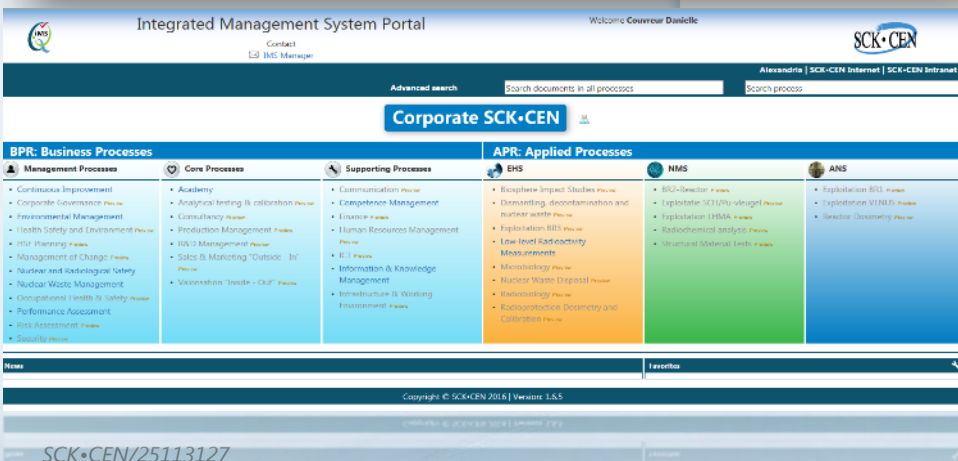 IMS
Integrated Management System Portal
Contact
IMS Manager
Welcome Couvreur Danielle
SCK•CEN
Alexandria | SCK-CEN Internet | SCK-CEN Intranet
Advanced search
Search documents in all processes
Search process
Corporate SCK•CEN
BPR: Business Processes
APR: Applied Processes
Management Processes
Continuous Improvement
Corporate Governance
Environmental Management
Health Safety and Environment
HSE Planning
Management of Change
Nuclear and Radiological Safety
Nuclear Waste Management
Occupational Health & Safety
Performance Assessment
Risk Assessment
Security
Core Processes
Academy
Analytical testing & calibration
Consultancy
Production Management
R&D Management
Sales & Marketing "Outside - In"
Valorisation "Inside - Out"
Supporting Processes
Communication
Competence Management
Finance
Human Resources Management
ICT
Information & Knowledge
Management
Infrastructure & Working
Environment
EHS
Biosphere Impact Studies
Dismantling, decontamination and
nuclear waste
Exploitation BR3
Low-level Radioactivity
Measurements
Microbiology
Nuclear Waste Disposal
Radiobiology
Radioprotection Dosimetry and
Calibration
NMS
BR2-Reactor
Exploitatie SCH/Pu-vleugel
Exploitation LHMA
Radiochemical analysis
Structural Material Tests
ANS
Exploitation BR1
Exploitation VENUS
Reactor Dosimetry
News
Favorites
Copyright © SCK•CEN 2016 | Version: 1.6.5
SCK•CEN/25113127